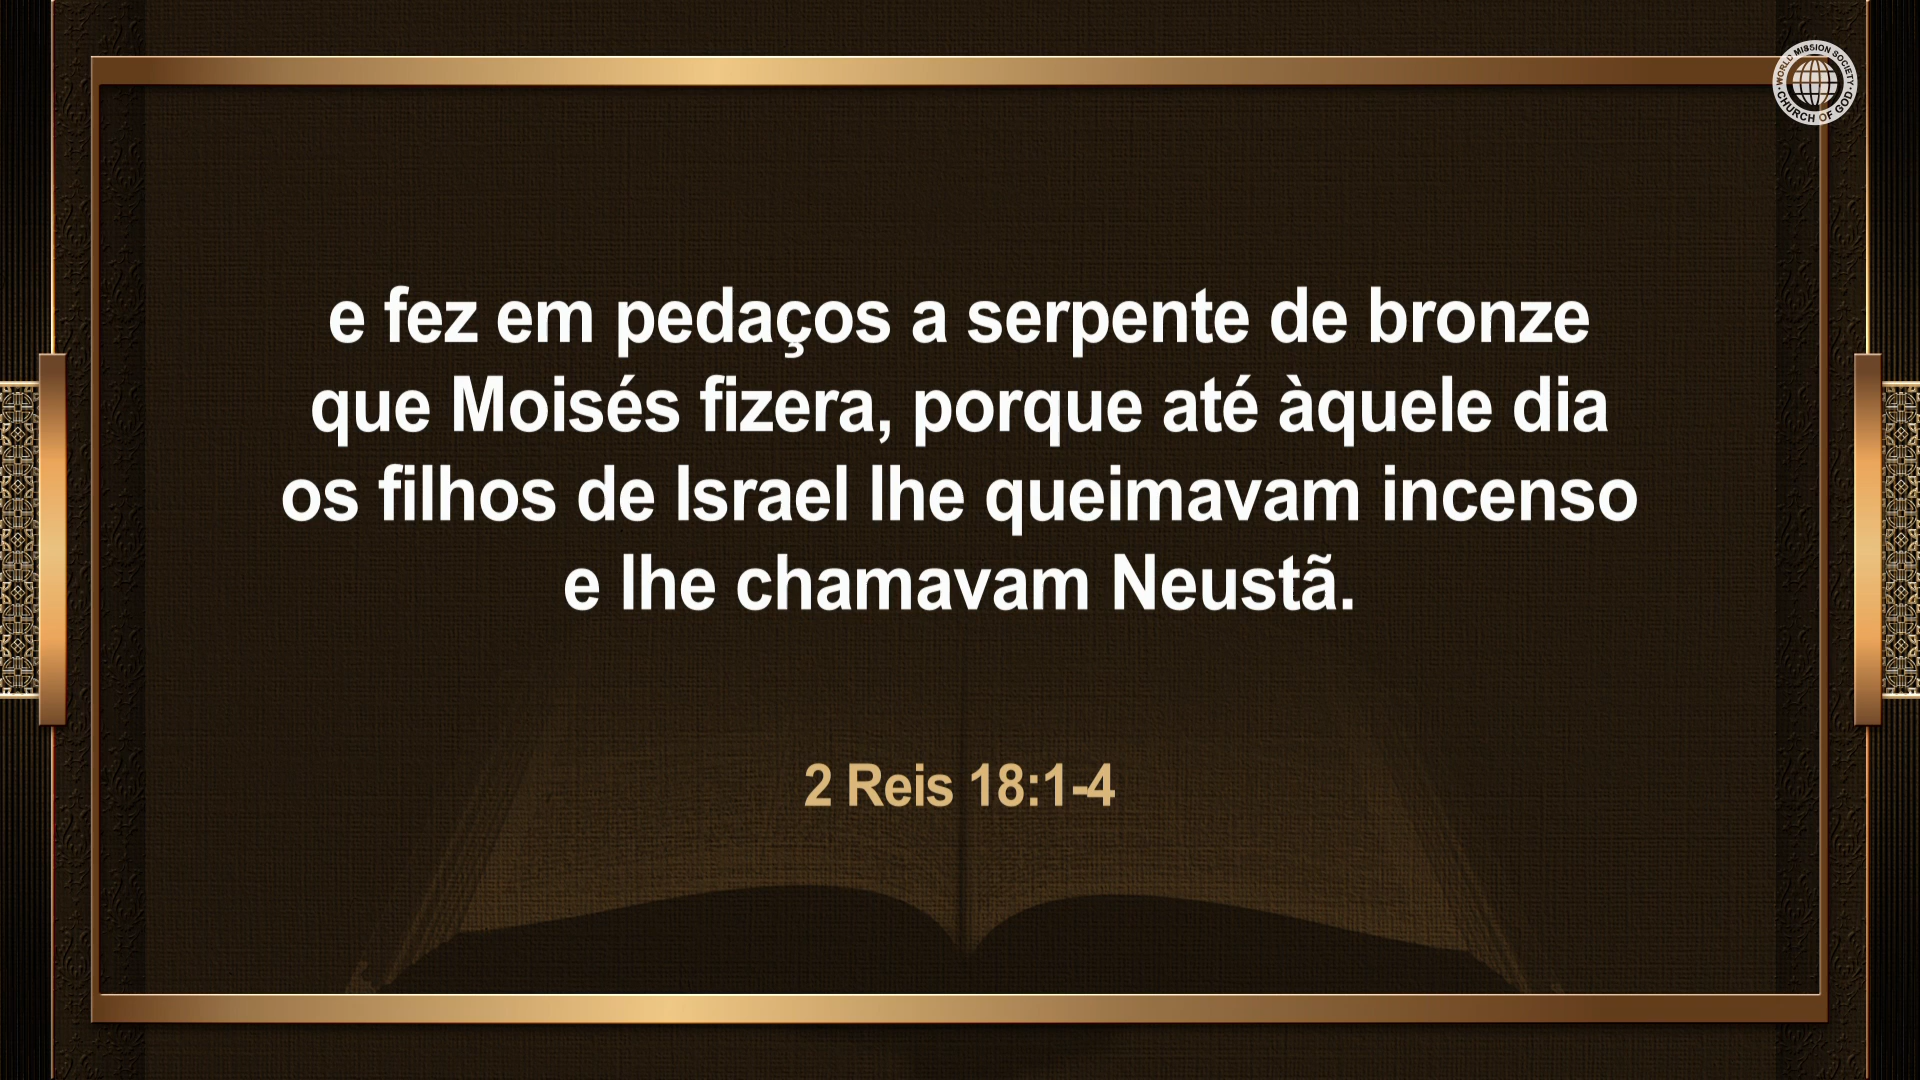 WORLD MISSION SOCIETY
CHURCH OF GOD
e fez em pedaços a serpente de bronze
que Moisés fizera, porque até àquele dia
os filhos de Israel lhe queimavam incenso
e lhe chamavam Neustã.
2 Reis 18:1-4